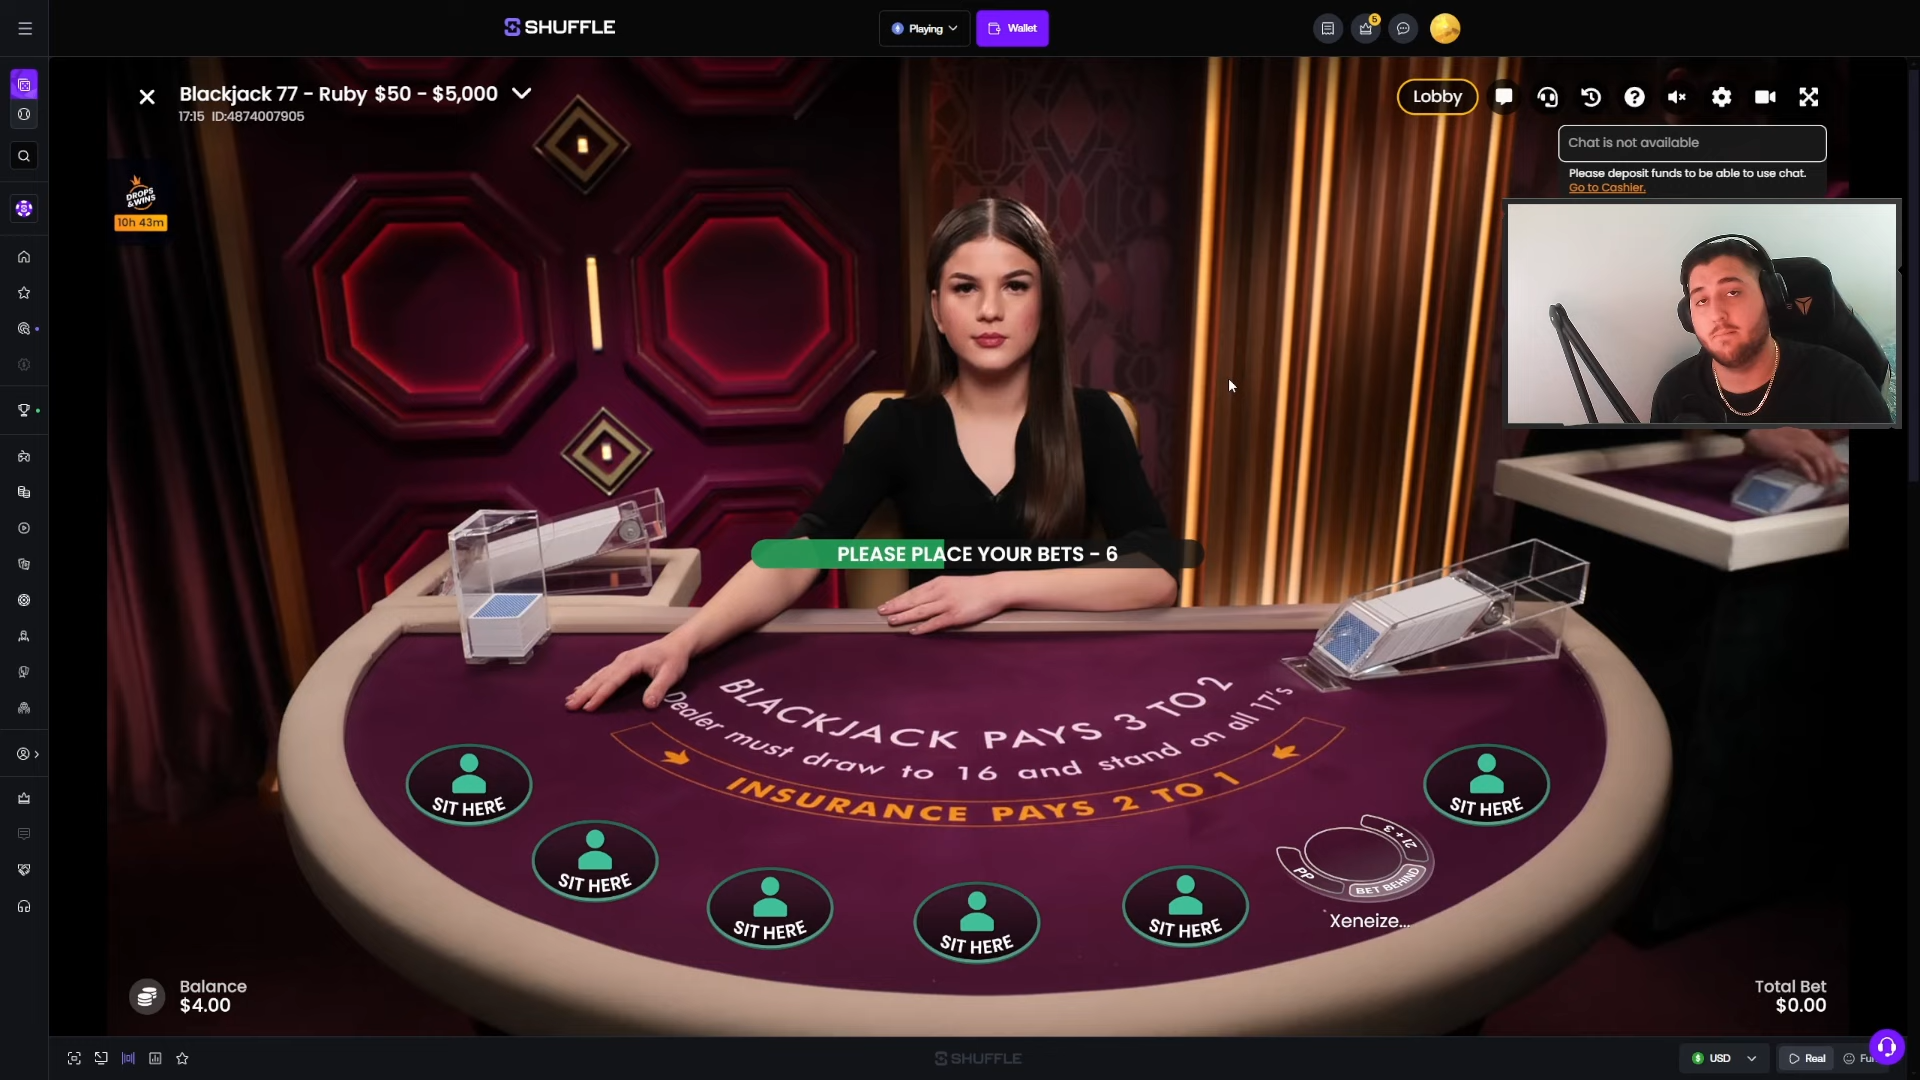 SHUFFLE
Playing
Wallet
5
Blackjack 77 - Ruby $50 - $5,000
17:15 ID:4874007905
Lobby
Chat is not available
Please deposit funds to be able to use chat.
Go to Cashier.
DROPS
&WINS
10h 43m
PLEASE PLACE YOUR BETS - 6
BLACKJACK PAYS 3 TO 2
Dealer must draw to 16 and stand on all 17's
INSURANCE PAYS 2 TO 1
SIT HERE
SIT HERE
SIT HERE
SIT HERE
SIT HERE
SIT HERE
21+3
PP
BET BEHIND
Xeneize...
Balance
$4.00
Total Bet
$0.00
SHUFFLE
USD
Real